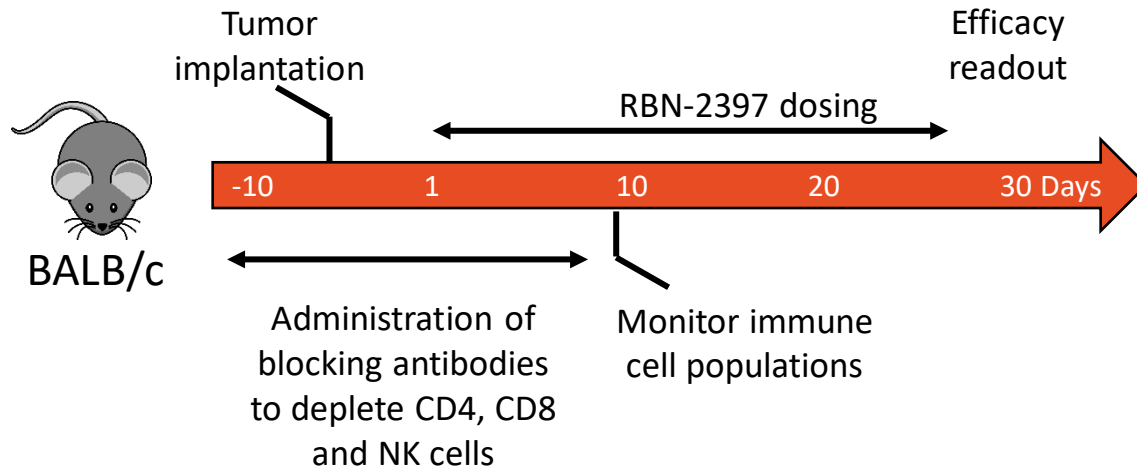 Tumor
implantation
Efficacy
readout
RBN-2397 dosing
-10 1 10 20 30 Days
BALB/c
Administration of
blocking antibodies
to deplete CD4, CD8
and NK cells
Monitor immune
cell populations